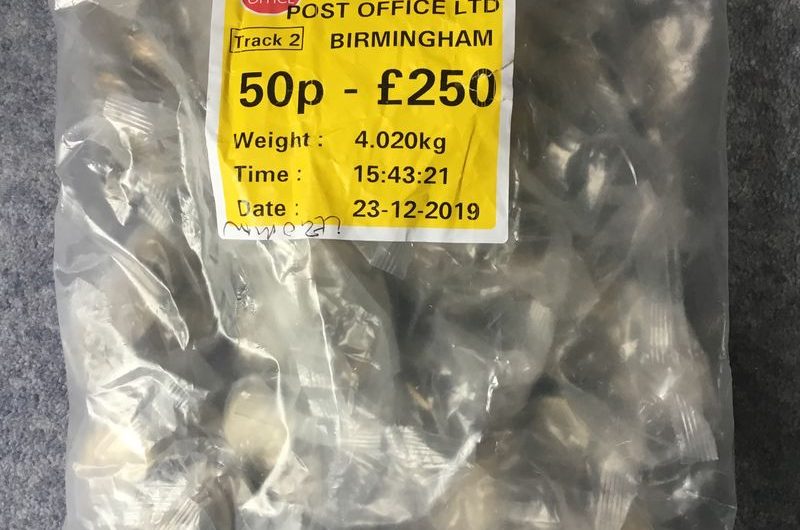 POST OFFICE LTD
Track 2 BIRMINGHAM
50p - £250
Weight : 4.020kg
Time : 15:43:21
Date : 23-12-2019